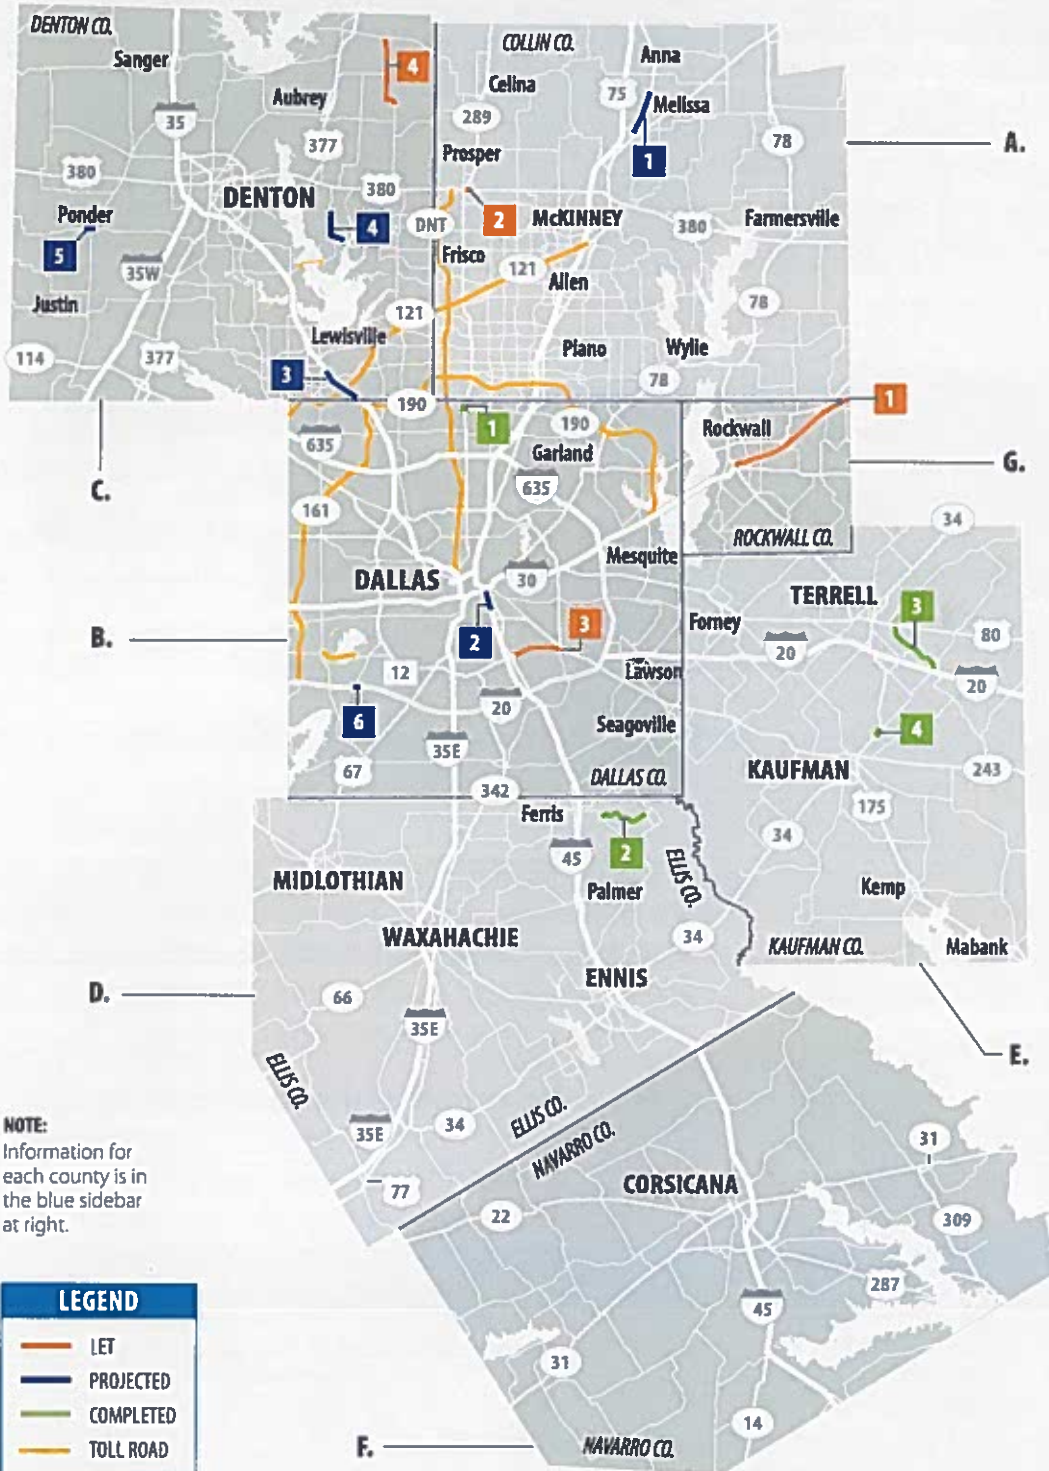 DENTON CO.
COLLIN CO.
Sanger
Anna
4
Celina
75
Aubrey
Melissa
35
289
377
78
A.
Prosper
1
380
DENTON
380
2
McKINNEY
Ponder
4
DNT
380
Farmersville
5
Frisco
35W
121
Allen
Justin
78
121
Lewisville
Plano
Wylie
114
377
3
78
190
1
1
190
Rockwall
635
Garland
G.
C.
635
161
34
ROCKWALL CO.
Mesquite
DALLAS
30
TERRELL
3
3
Forney
80
B.
2
20
12
Lawson
20
20
6
Seagoville
4
35E
67
DALLAS CO.
KAUFMAN
243
342
175
Ferris
34
45
2
ELLIS CO.
MIDLOTHIAN
Palmer
Kemp
WAXAHACHIE
34
KAUFMAN CO.
Mabank
ENNIS
D.
66
35E
E.
ELLIS CO.
NOTE:
Information for
each county is in
the blue sidebar
at right.
35E
34
ELLIS CO.
NAVARRO CO.
31
77
CORSICANA
22
309
287
LEGEND
LET
PROJECTED
COMPLETED
TOLL ROAD
45
31
14
F.
NAVARRO CO.